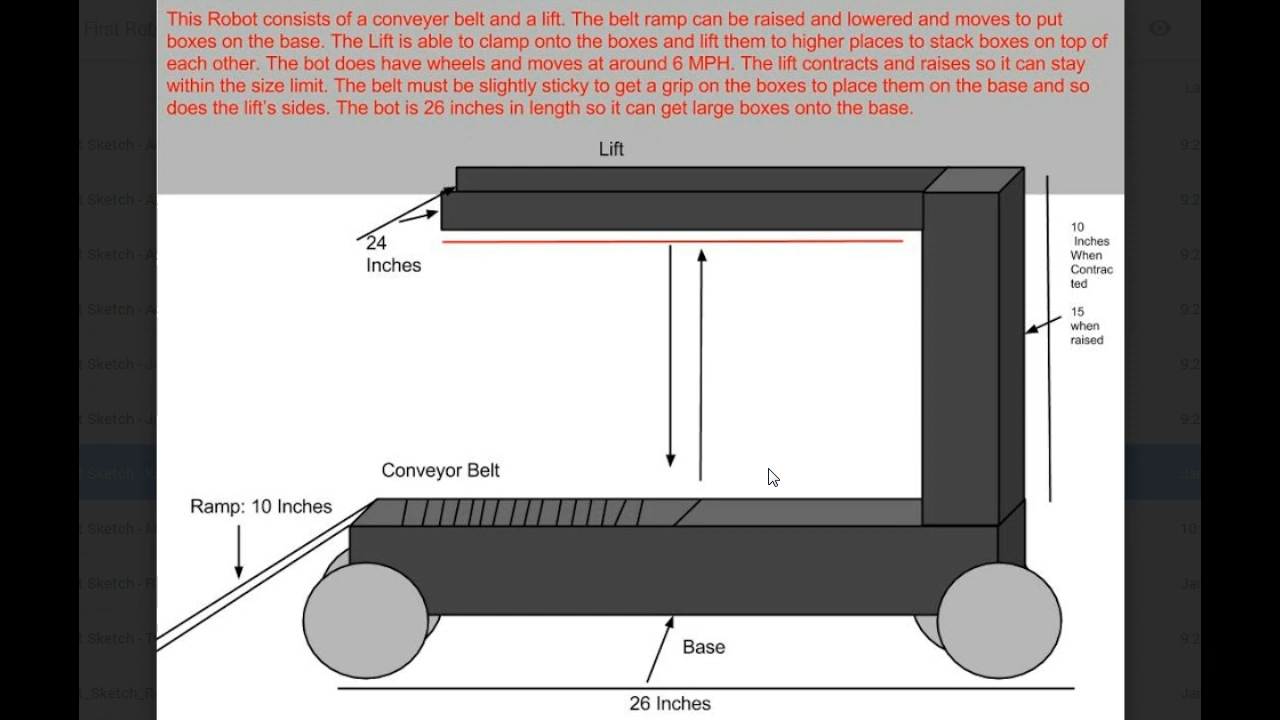 This Robot consists of a conveyer belt and a lift. The belt ramp can be raised and lowered and moves to put
boxes on the base. The Lift is able to clamp onto the boxes and lift them to higher places to stack boxes on top of
each other. The bot does have wheels and moves at around 6 MPH. The lift contracts and raises so it can stay
within the size limit. The belt must be slightly sticky to get a grip on the boxes to place them on the base and so
does the lift's sides. The bot is 26 inches in length so it can get large boxes onto the base.
Lift
24
Inches
10
Inches
When
Contrac
ted
15
when
raised
Conveyor Belt
Ramp: 10 Inches
Base
26 Inches